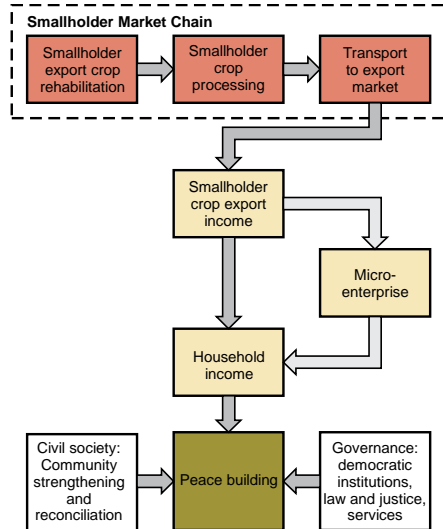 Smallholder Market Chain
Smallholder
export crop
rehabilitation
Smallholder
crop
processing
Transport
to export
market
Smallholder
crop export
income
Micro-
enterprise
Household
income
Civil society:
Community
strengthening
and
reconciliation
Peace building
Governance:
democratic
institutions,
law and justice,
services